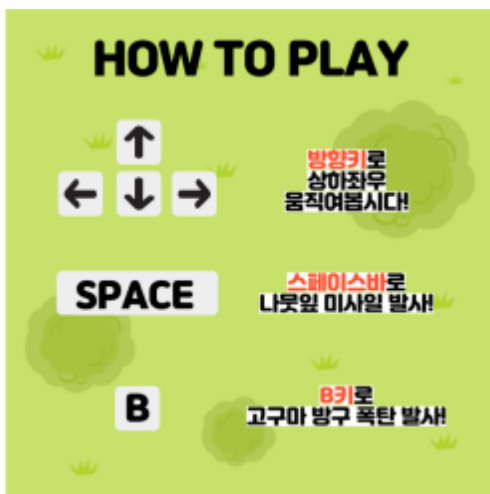 HOW TO PLAY
↑
← ↓ →
방향키로
상하좌우
움직여봅시다!
SPACE
스페이스바로
나뭇잎 미사일 발사!
B
B키로
고구마 방구 폭탄 발사!